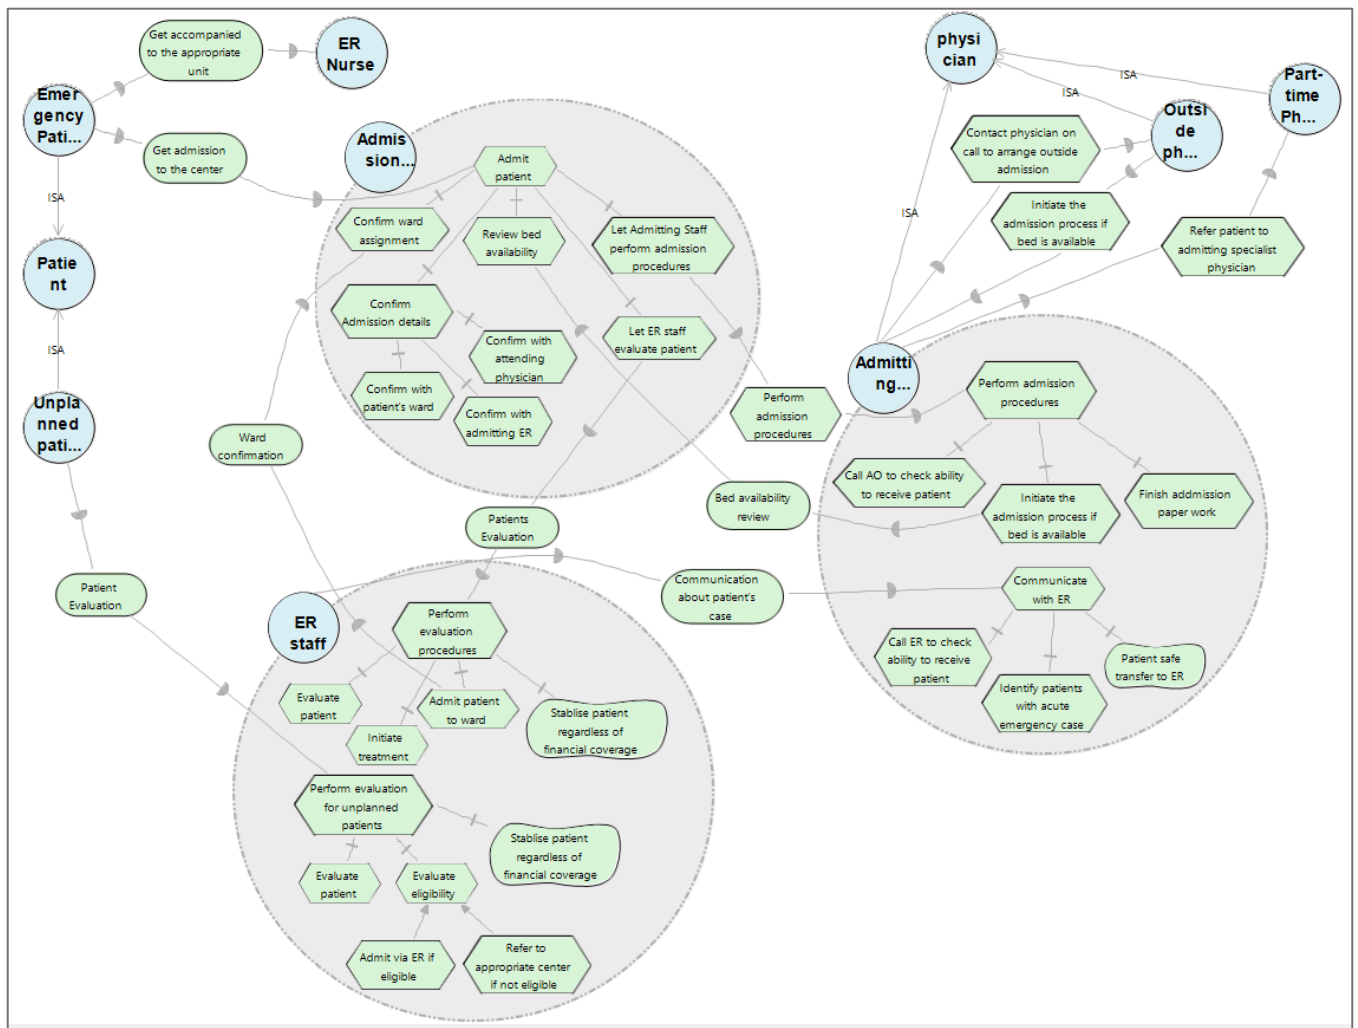 Get accompanied
to the appropriate
unit
ER
Nurse
Emer
gency
Pati...
Get admission
to the center
ISA
Patie
nt
ISA
Unpla
nned
pati...
Patient
Evaluation
Ward
confirmation
Admis
sion...
Admit
patient
Confirm ward
assignment
Review bed
availability
Let Admitting Staff
perform admission
procedures
Confirm
Admission details
Confirm with
attending
physician
Let ER staff
evaluate patient
Confirm with
patient's ward
Confirm with
admitting ER
Patients
Evaluation
physi
cian
ISA
ISA
ISA
Part-
time
Ph...
Outsi
de
ph...
Contact physician on
call to arrange outside
admission
Initiate the
admission process if
bed is available
Refer patient to
admitting specialist
physician
Admitti
ng...
Perform
admission
procedures
Perform admission
procedures
Call AO to check ability
to receive patient
Initiate the
admission process if
bed is available
Finish addmission
paper work
Bed availability
review
Communication
about patient's
case
Communicate
with ER
Call ER to check
ability to receive
patient
Identify patients
with acute
emergency case
Patient safe
transfer to ER
ER
staff
Perform
evaluation
procedures
Evaluate
patient
Initiate
treatment
Admit patient
to ward
Stablise patient
regardless of
financial coverage
Perform evaluation
for unplanned
patients
Stablise patient
regardless of
financial coverage
Evaluate
patient
Evaluate
eligibility
Admit via ER if
eligible
Refer to
appropriate center
if not eligible